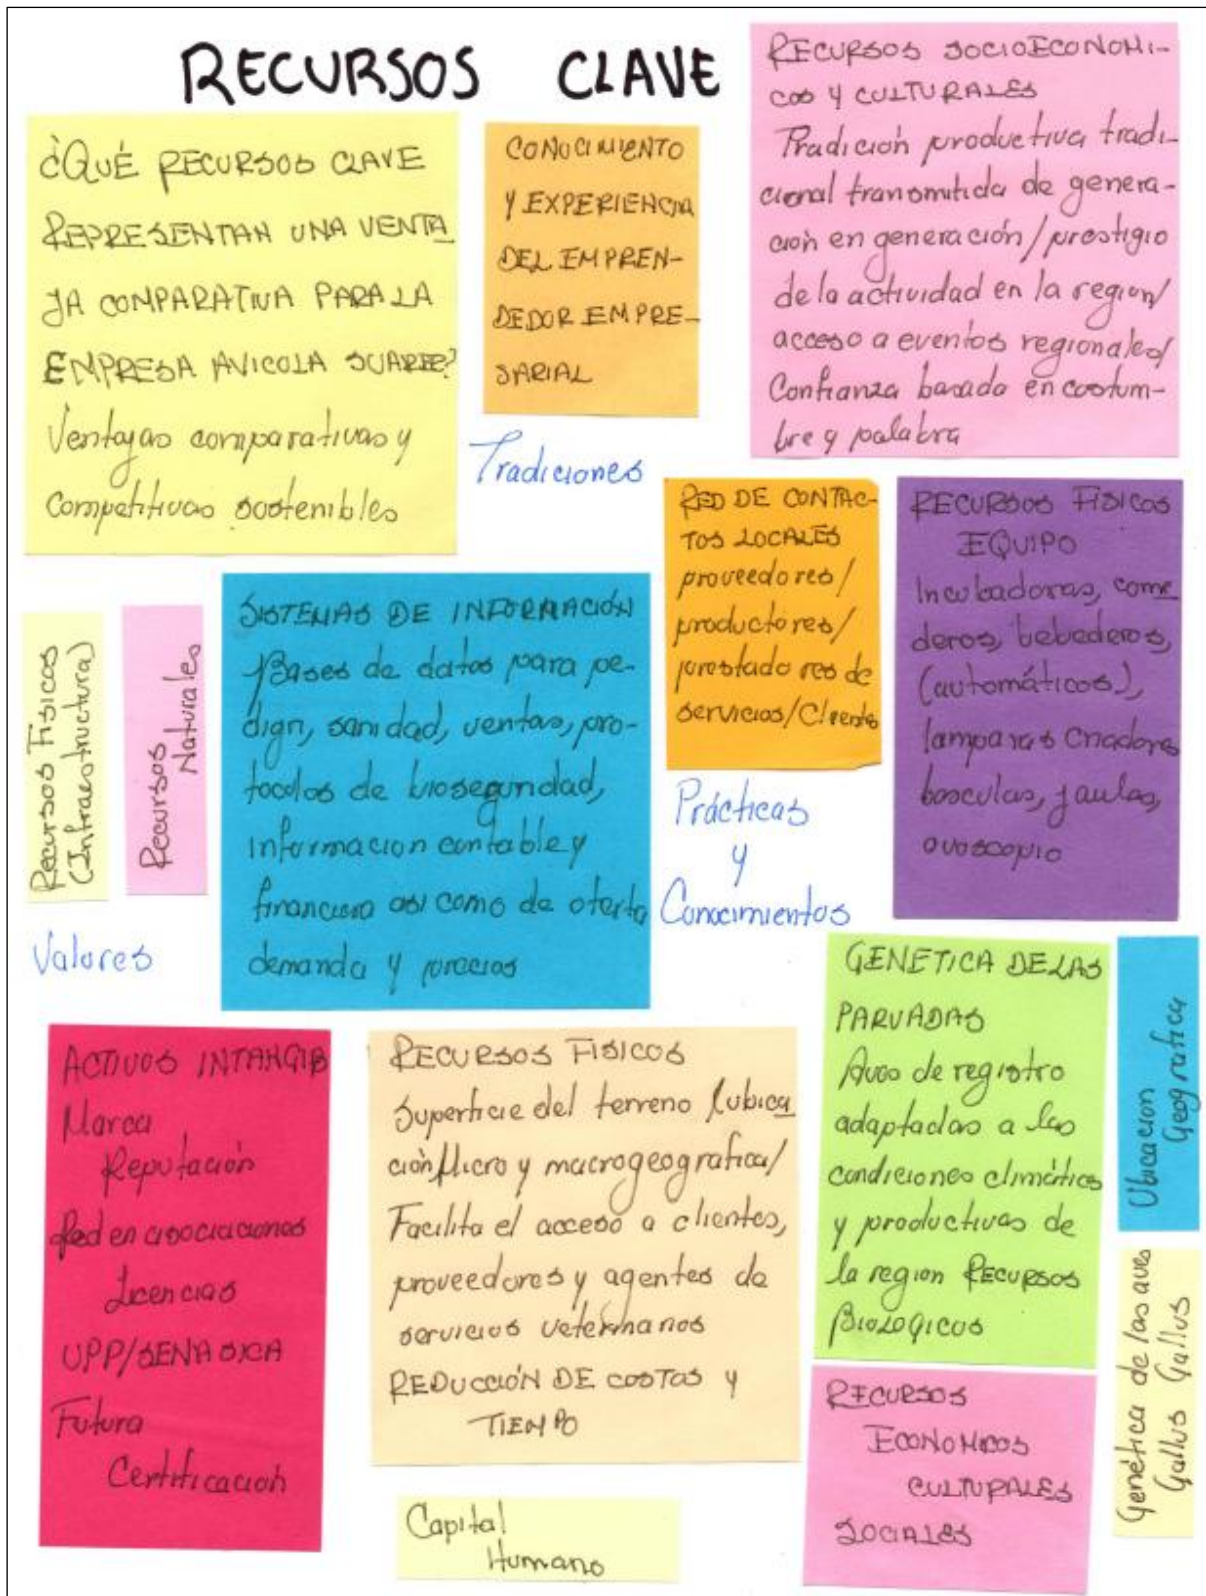 RECURSOS CLAVE
¿QUÉ RECURSOS CLAVE
REPRESENTAN UNA VENTA
JA COMPARATIVA PARA LA
EMPRESA AVICOLA SUAREZ?
Ventajas comparativas y
Competitivas sostenibles
CONOCIMIENTO
Y EXPERIENCIA
DEL EMPREN-
DEDOR EMPRE-
SARIAL
Tradiciones
RECURSOS SOCIOECONOMI-
COS Y CULTURALES
Tradición productiva tradi-
cional transmitida de genera-
ción en generación/prestigio
de la actividad en la region/
acceso a eventos regionales/
Confianza basada en costum-
bre y palabra
RED DE CONTAC-
TOS LOCALES
proveedores/
productores/
prestadores de
servicios/Clientes
Prácticas
y
Conocimientos
RECURSOS FISICOS
EQUIPO
Incubadoras, come
deros, bebederos,
(automáticos),
lamparas criadoras
basculas, jaulas,
ovoscopio
Recursos Fisicos
(Infraestructura)
Recursos
Naturales
Valores
SISTEMAS DE INFORMACIÓN
Bases de datos para pe-
digri, sanidad, ventas, pro-
tocolos de bioseguridad,
informacion contable y
financiera asi como de oferta
demanda y precios
ACTIVOS INTANGIB
Marca
Reputación
Red en asociaciones
Licencias
UPP/SENASICA
Futura
Certificación
RECURSOS FISICOS
Superficie del terreno/ubica
ción Micro y macrogeografica/
Facilita el acceso a clientes,
proveedores y agentes de
servicios veterinarios
REDUCCIÓN DE COSTOS y
TIEMPO
Capital
Humano
GENETICA DE LAS
PARVADAS
Aves de registro
adaptadas a las
condiciones climáticas
y productivas de
la region RECURSOS
BIOLOGICOS
Ubicacion
Geografica
RECURSOS
ECONOMICOS
CULTURALES
SOCIALES
Genética de las aves
Gallus Gallus